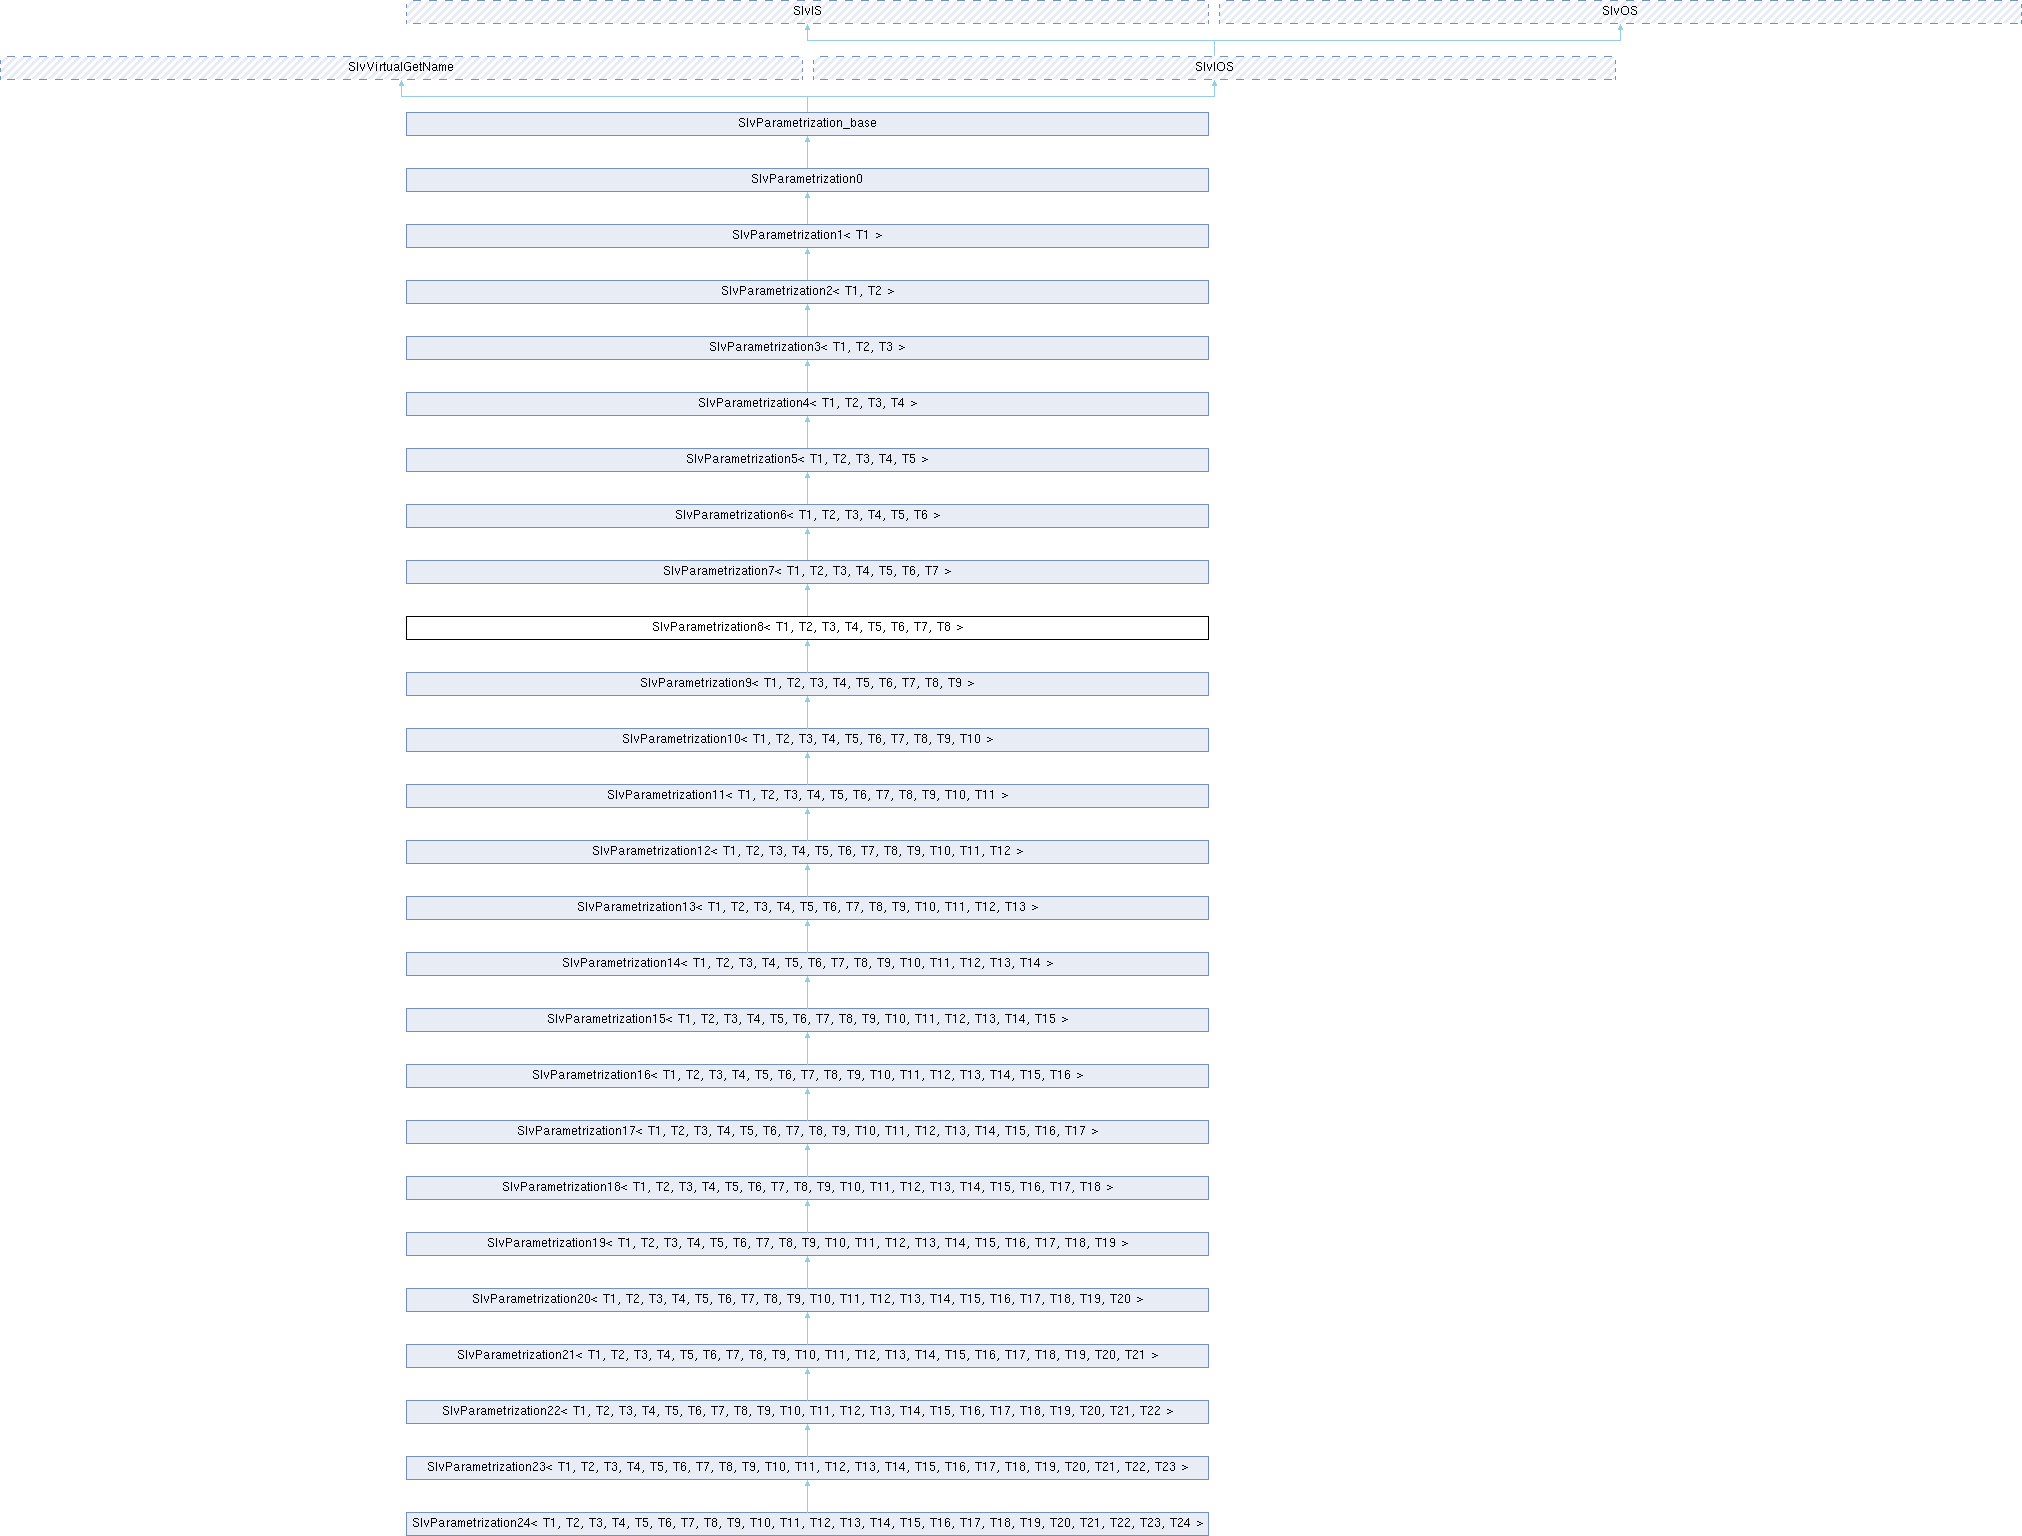 SlvIS
SlvOS
SlvVirtualGetName
SlvIOS
SlvParametrization_base
SlvParametrization0
SlvParametrization1< T1 >
SlvParametrization2< T1, T2 >
SlvParametrization3< T1, T2, T3 >
SlvParametrization4< T1, T2, T3, T4 >
SlvParametrization5< T1, T2, T3, T4, T5 >
SlvParametrization6< T1, T2, T3, T4, T5, T6 >
SlvParametrization7< T1, T2, T3, T4, T5, T6, T7 >
SlvParametrization8< T1, T2, T3, T4, T5, T6, T7, T8 >
SlvParametrization9< T1, T2, T3, T4, T5, T6, T7, T8, T9 >
SlvParametrization10< T1, T2, T3, T4, T5, T6, T7, T8, T9, T10 >
SlvParametrization11< T1, T2, T3, T4, T5, T6, T7, T8, T9, T10, T11 >
SlvParametrization12< T1, T2, T3, T4, T5, T6, T7, T8, T9, T10, T11, T12 >
SlvParametrization13< T1, T2, T3, T4, T5, T6, T7, T8, T9, T10, T11, T12, T13 >
SlvParametrization14< T1, T2, T3, T4, T5, T6, T7, T8, T9, T10, T11, T12, T13, T14 >
SlvParametrization15< T1, T2, T3, T4, T5, T6, T7, T8, T9, T10, T11, T12, T13, T14, T15 >
SlvParametrization16< T1, T2, T3, T4, T5, T6, T7, T8, T9, T10, T11, T12, T13, T14, T15, T16 >
SlvParametrization17< T1, T2, T3, T4, T5, T6, T7, T8, T9, T10, T11, T12, T13, T14, T15, T16, T17 >
SlvParametrization18< T1, T2, T3, T4, T5, T6, T7, T8, T9, T10, T11, T12, T13, T14, T15, T16, T17, T18 >
SlvParametrization19< T1, T2, T3, T4, T5, T6, T7, T8, T9, T10, T11, T12, T13, T14, T15, T16, T17, T18, T19 >
SlvParametrization20< T1, T2, T3, T4, T5, T6, T7, T8, T9, T10, T11, T12, T13, T14, T15, T16, T17, T18, T19, T20 >
SlvParametrization21< T1, T2, T3, T4, T5, T6, T7, T8, T9, T10, T11, T12, T13, T14, T15, T16, T17, T18, T19, T20, T21 >
SlvParametrization22< T1, T2, T3, T4, T5, T6, T7, T8, T9, T10, T11, T12, T13, T14, T15, T16, T17, T18, T19, T20, T21, T22 >
SlvParametrization23< T1, T2, T3, T4, T5, T6, T7, T8, T9, T10, T11, T12, T13, T14, T15, T16, T17, T18, T19, T20, T21, T22, T23 >
SlvParametrization24< T1, T2, T3, T4, T5, T6, T7, T8, T9, T10, T11, T12, T13, T14, T15, T16, T17, T18, T19, T20, T21, T22, T23, T24 >